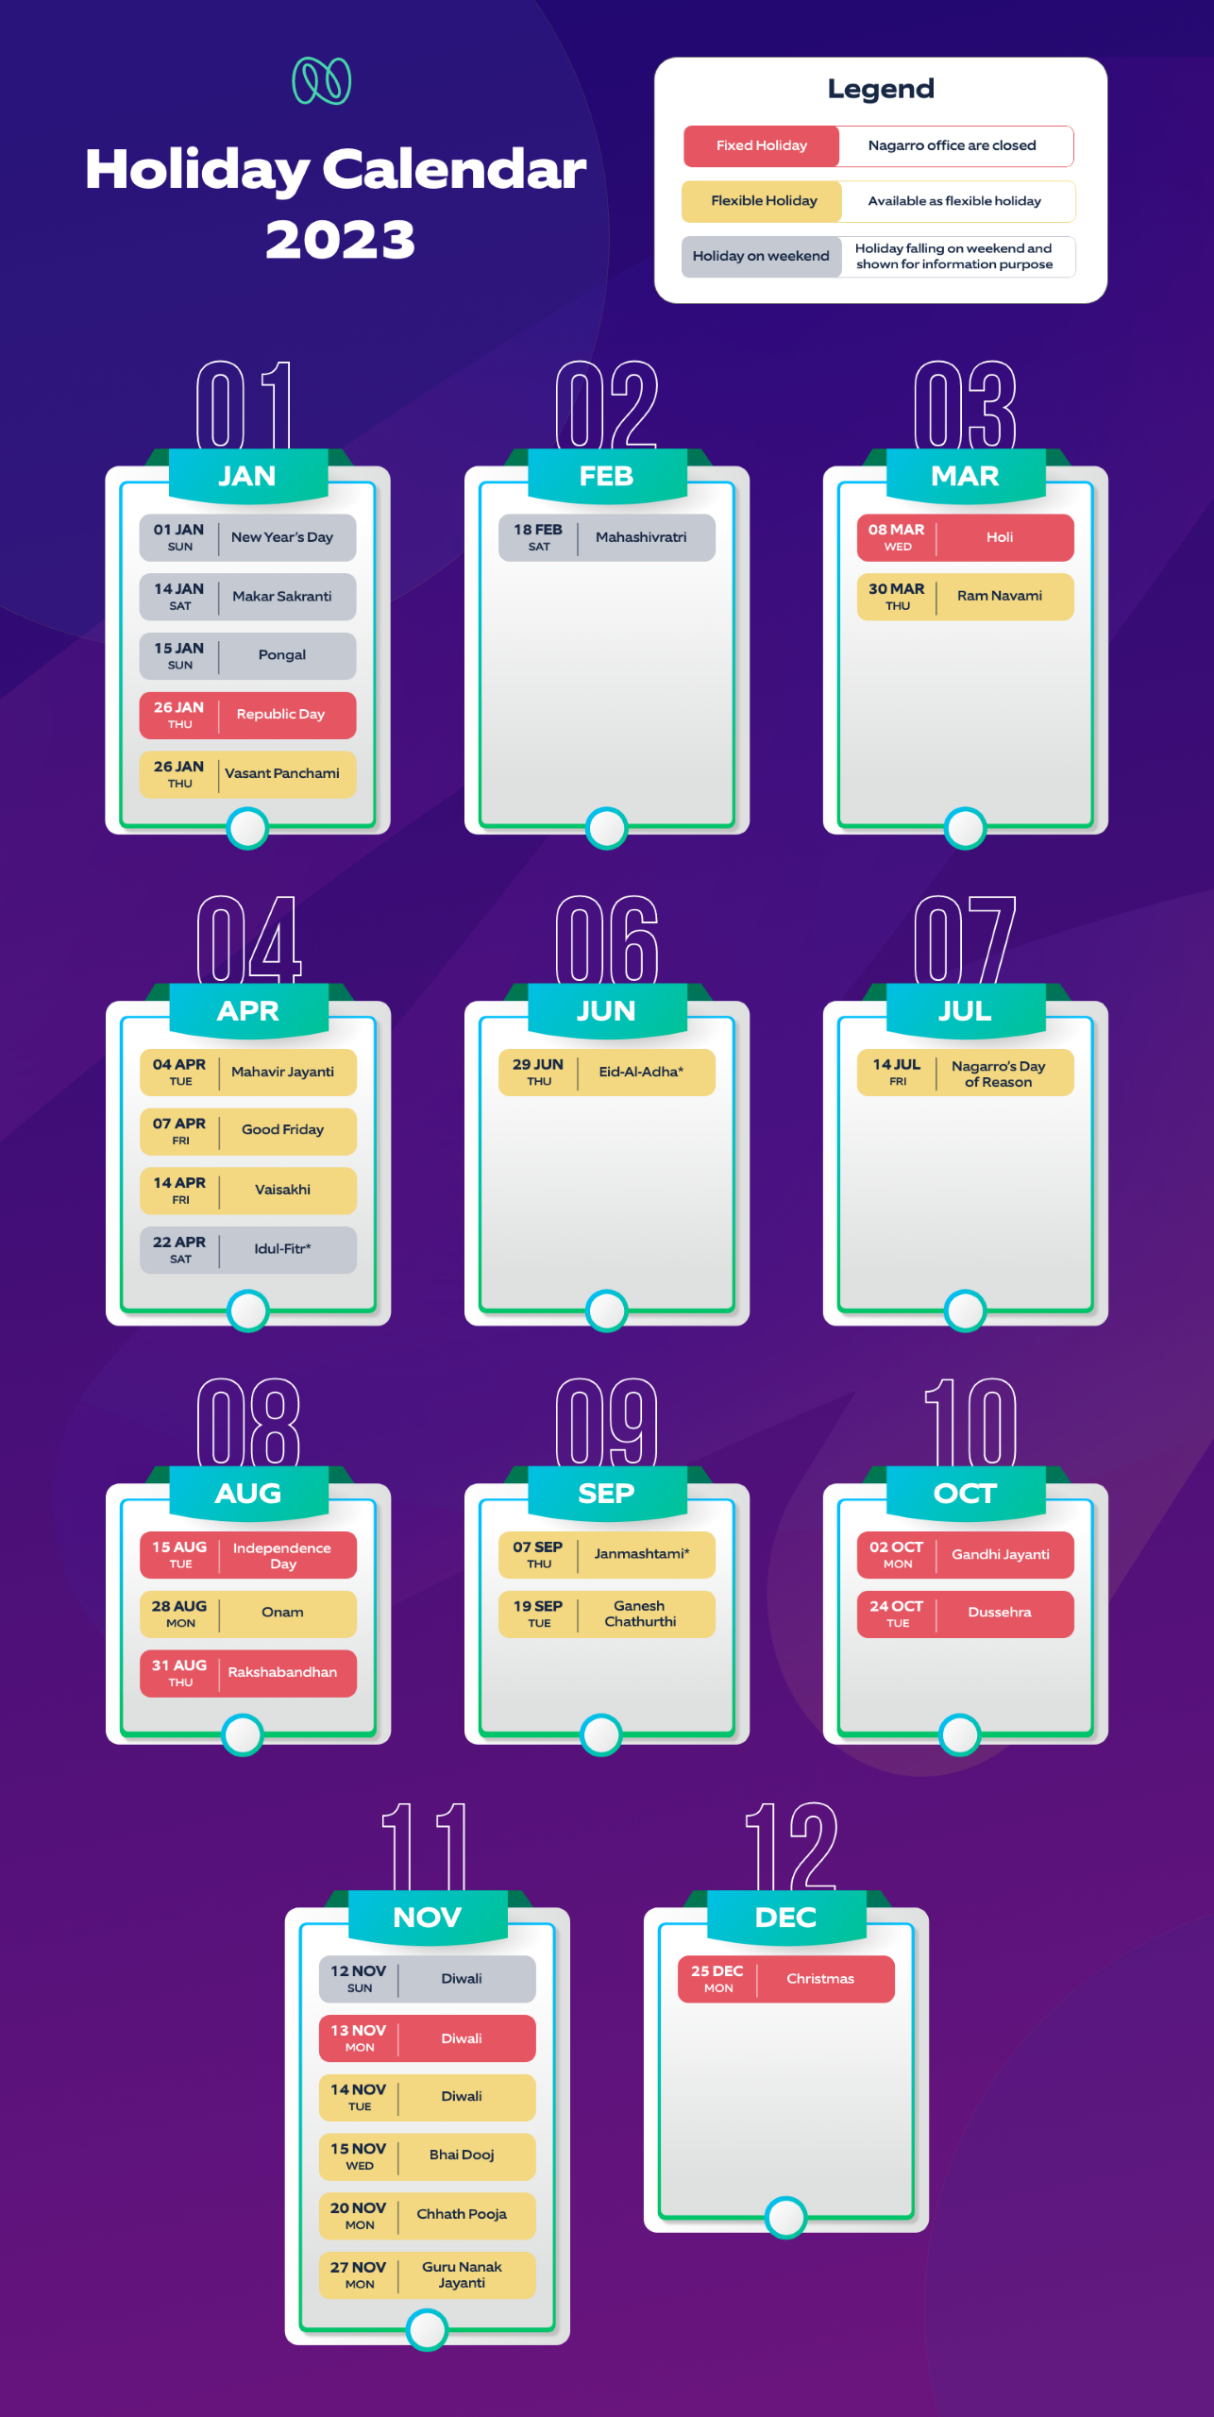 Holiday Calendar
2023
Legend
Fixed Holiday
Nagarro office are closed
Flexible Holiday
Available as flexible holiday
Holiday on weekend
Holiday falling on weekend and
shown for information purpose
01
JAN
01 JAN
SUN
New Year's Day
14 JAN
SAT
Makar Sakranti
15 JAN
SUN
Pongal
26 JAN
THU
Republic Day
26 JAN
THU
Vasant Panchami
02
FEB
18 FEB
SAT
Mahashivratri
03
MAR
08 MAR
WED
Holi
30 MAR
THU
Ram Navami
04
APR
04 APR
TUE
Mahavir Jayanti
07 APR
FRI
Good Friday
14 APR
FRI
Vaisakhi
22 APR
SAT
Idul-Fitr*
06
JUN
29 JUN
THU
Eid-Al-Adha*
07
JUL
14 JUL
FRI
Nagarro's Day
of Reason
08
AUG
15 AUG
TUE
Independence
Day
28 AUG
MON
Onam
31 AUG
THU
Rakshabandhan
09
SEP
07 SEP
THU
Janmashtami*
19 SEP
TUE
Ganesh
Chathurthi
10
OCT
02 OCT
MON
Gandhi Jayanti
24 OCT
TUE
Dussehra
11
NOV
12 NOV
SUN
Diwali
13 NOV
MON
Diwali
14 NOV
TUE
Diwali
15 NOV
WED
Bhai Dooj
20 NOV
MON
Chhath Pooja
27 NOV
MON
Guru Nanak
Jayanti
12
DEC
25 DEC
MON
Christmas